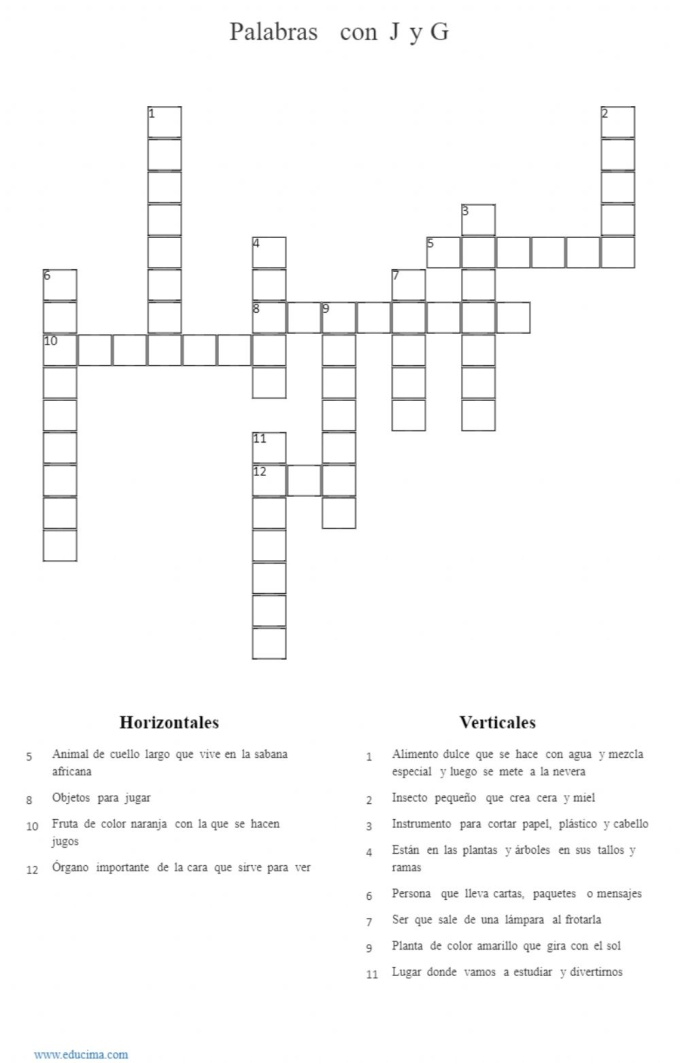 Palabras con J y G
1
2
3
4
5
6
7
8
9
10
11
12
Horizontales
5 Animal de cuello largo que vive en la sabana
africana
8 Objetos para jugar
10 Fruta de color naranja con la que se hacen
jugos
12 Órgano importante de la cara que sirve para ver
Verticales
1 Alimento dulce que se hace con agua y mezcla
especial y luego se mete a la nevera
2 Insecto pequeño que crea cera y miel
3 Instrumento para cortar papel, plástico y cabello
4 Están en las plantas y árboles en sus tallos y
ramas
6 Persona que lleva cartas, paquetes o mensajes
7 Ser que sale de una lámpara al frotarla
9 Planta de color amarillo que gira con el sol
11 Lugar donde vamos a estudiar y divertirnos
www.educima.com